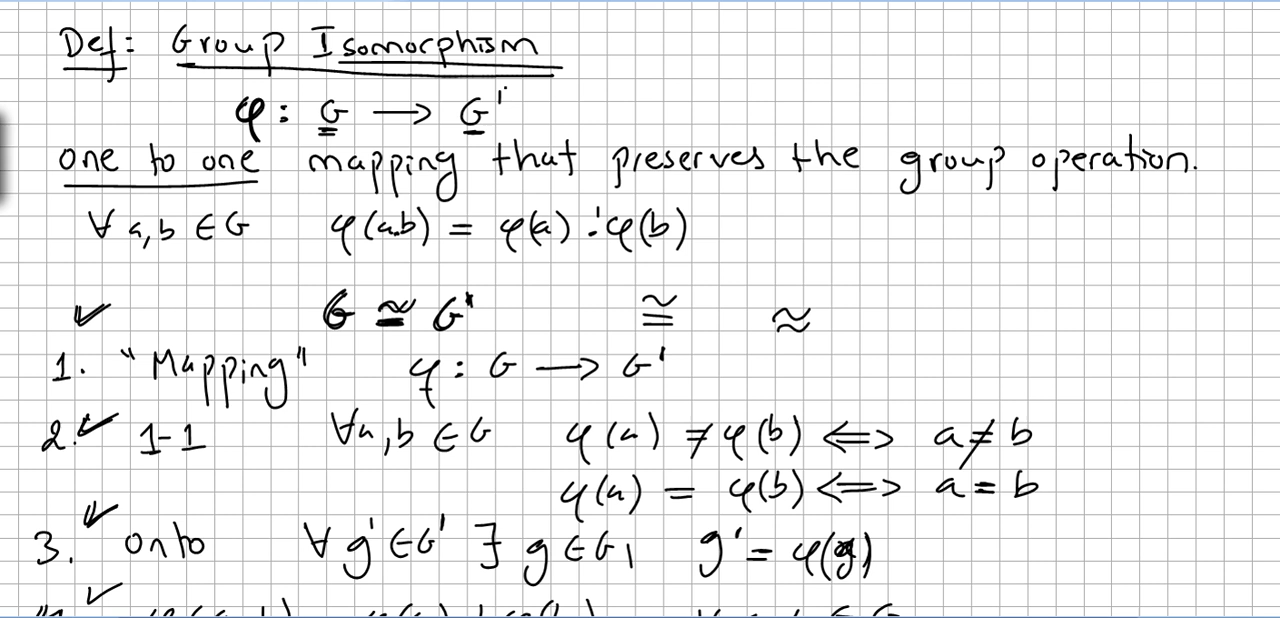 Def: Group Isomorphism
φ: G → G'
one to one mapping that preserves the group operation.
∀ a,b ∈ G φ(a.b) = φ(a) .' φ(b)
✓ G ≅ G' ≅ ≈
1. "Mapping" φ: G → G'
2. ✓ 1-1 ∀a,b ∈ G φ(a) ≠ φ(b) ⟺ a ≠ b
φ(a) = φ(b) ⟺ a = b
3. ✓ onto ∀ g' ∈ G' ∃ g ∈ G, g' = φ(g)